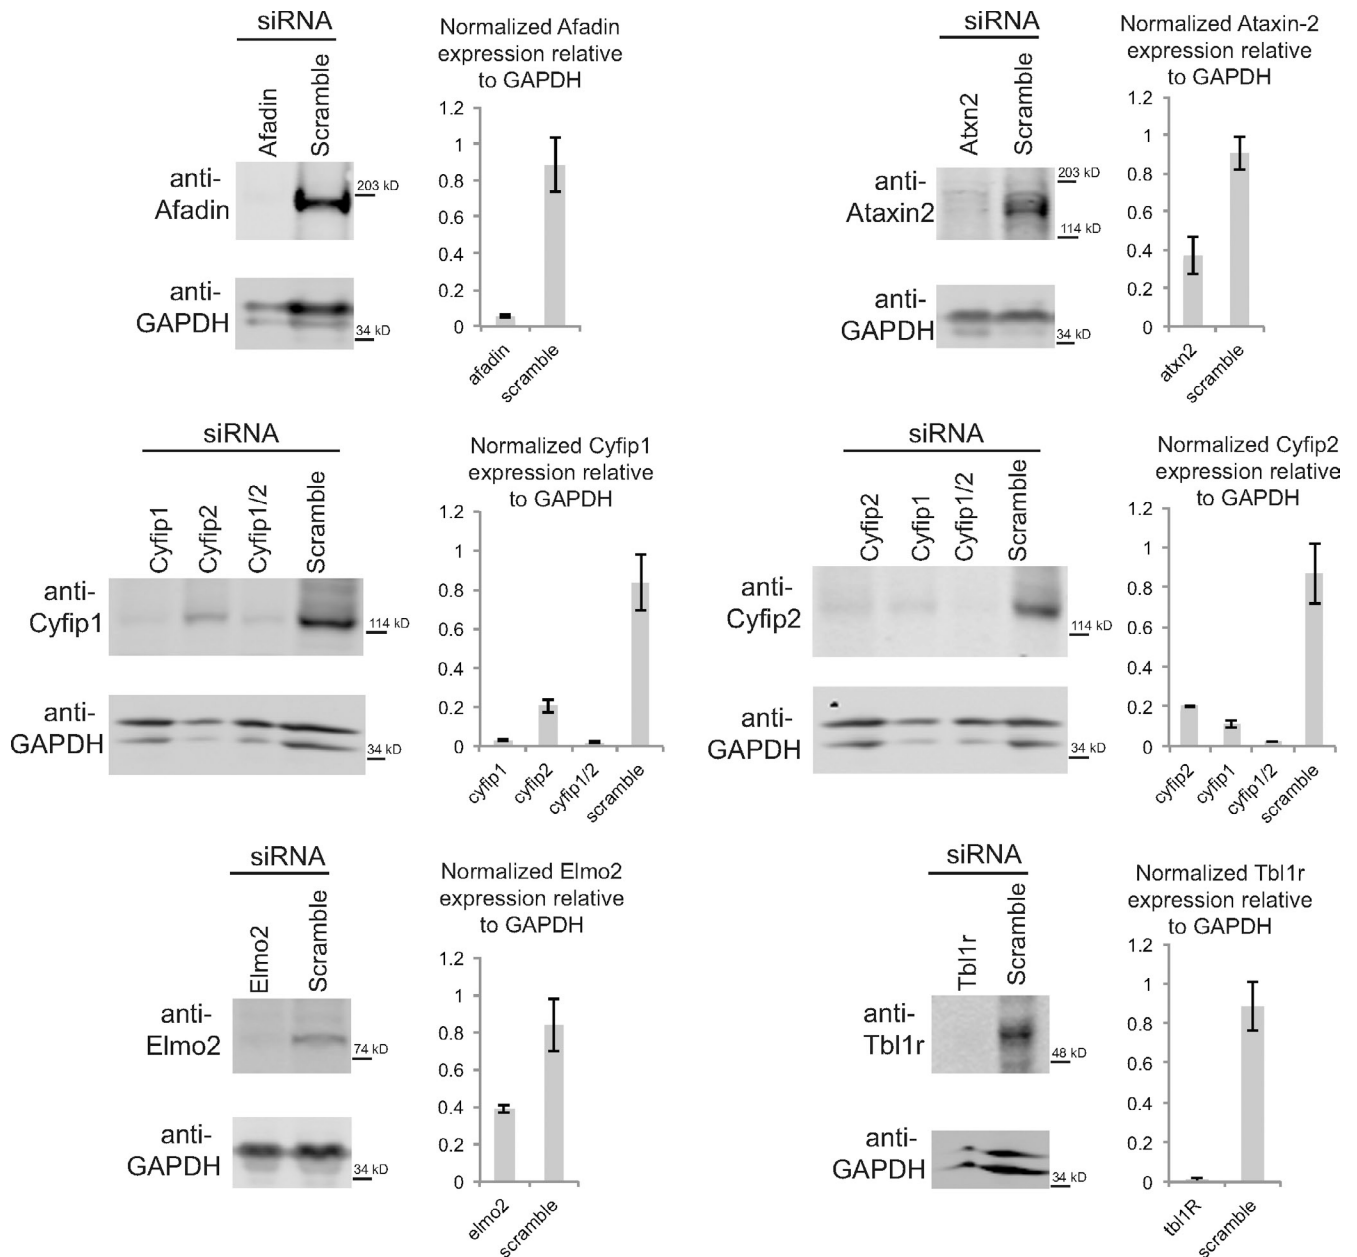 siRNA
Afadin
Scramble
anti-
Afadin
203 kD
anti-
GAPDH
34 kD
Normalized Afadin
expression relative
to GAPDH
1.2
1
0.8
0.6
0.4
0.2
0
afadin
scramble
siRNA
Atxn2
Scramble
anti-
Ataxin2
203 kD
114 kD
anti-
GAPDH
34 kD
Normalized Ataxin-2
expression relative
to GAPDH
1.2
1
0.8
0.6
0.4
0.2
0
atxn2
scramble
siRNA
Cyfip1
Cyfip2
Cyfip1/2
Scramble
anti-
Cyfip1
114 kD
anti-
GAPDH
34 kD
Normalized Cyfip1
expression relative
to GAPDH
1.2
1
0.8
0.6
0.4
0.2
0
cyfip1
cyfip2
cyfip1/2
scramble
siRNA
Cyfip2
Cyfip1
Cyfip1/2
Scramble
anti-
Cyfip2
114 kD
anti-
GAPDH
34 kD
Normalized Cyfip2
expression relative
to GAPDH
1.2
1
0.8
0.6
0.4
0.2
0
cyfip2
cyfip1
cyfip1/2
scramble
siRNA
Elmo2
Scramble
anti-
Elmo2
74 kD
anti-
GAPDH
34 kD
Normalized Elmo2
expression relative
to GAPDH
1.2
1
0.8
0.6
0.4
0.2
0
elmo2
scramble
siRNA
Tbl1r
Scramble
anti-
Tbl1r
48 kD
anti-
GAPDH
34 kD
Normalized Tbl1r
expression relative
to GAPDH
1.2
1
0.8
0.6
0.4
0.2
0
tbl1R
scramble